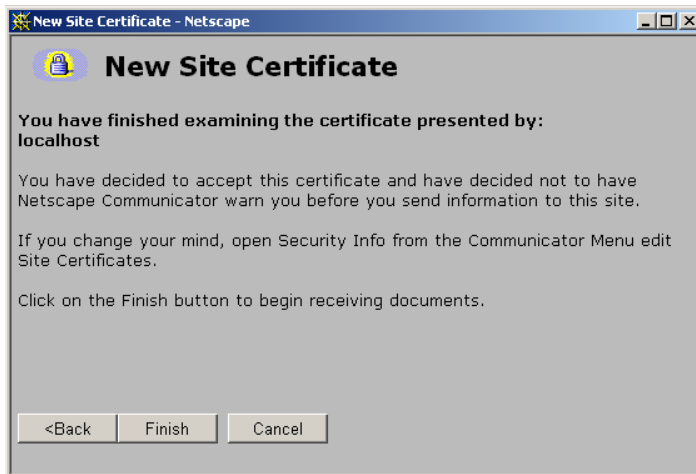 New Site Certificate - Netscape
New Site Certificate
You have finished examining the certificate presented by:
localhost
You have decided to accept this certificate and have decided not to have
Netscape Communicator warn you before you send information to this site.
If you change your mind, open Security Info from the Communicator Menu edit
Site Certificates.
Click on the Finish button to begin receiving documents.
<Back Finish Cancel